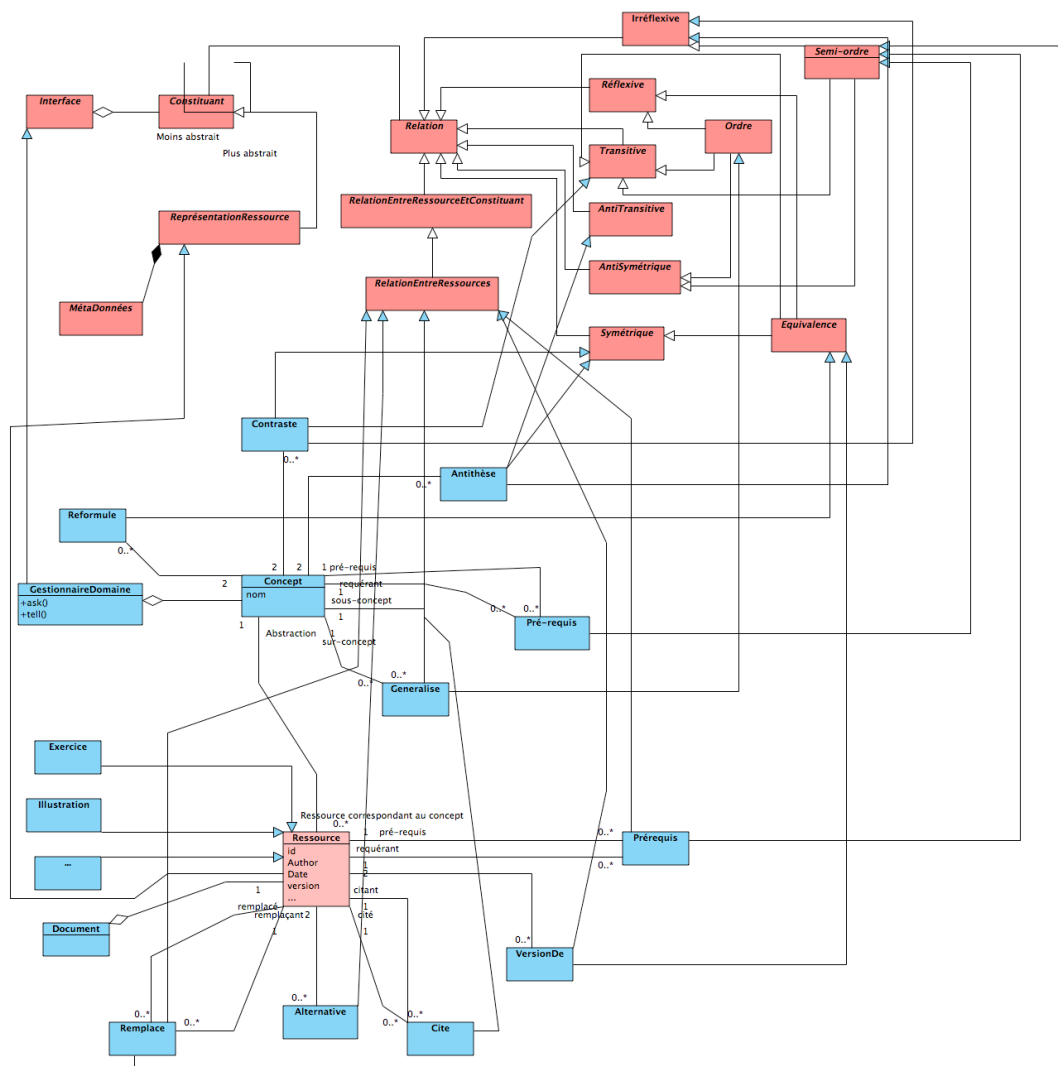 Irréflexive
Semi-ordre
Réflexive
Interface
Constituant
Moins abstrait
Plus abstrait
Relation
Ordre
Transitive
RelationEntreRessourceEtConstituant
AntiTransitive
ReprésentationRessource
AntiSymétrique
RelationEntreRessources
MétaDonnées
Symétrique
Equivalence
Contraste
0..*
Antithèse
0..*
Reformule
0..*
2
2
1 pré-requis
2
Concept
nom
requérant
1
sous-concept
GestionnaireDomaine
+ask()
+tell()
0..*
0..*
Pré-requis
1
Abstraction
1
1
sur-concept
0..*
0..*
Generalise
Exercice
Illustration
...
Ressource correspondant au concept
0..*
1
pré-requis
0..*
Prérequis
Ressource
id
Author
Date
version
...
requérant
1
2
0..*
1
citant
remplacé
remplaçant
2
1
cité
1
1
Document
0..*
VersionDe
0..*
Alternative
0..*
0..*
Remplace
0..*
0..*
Cite